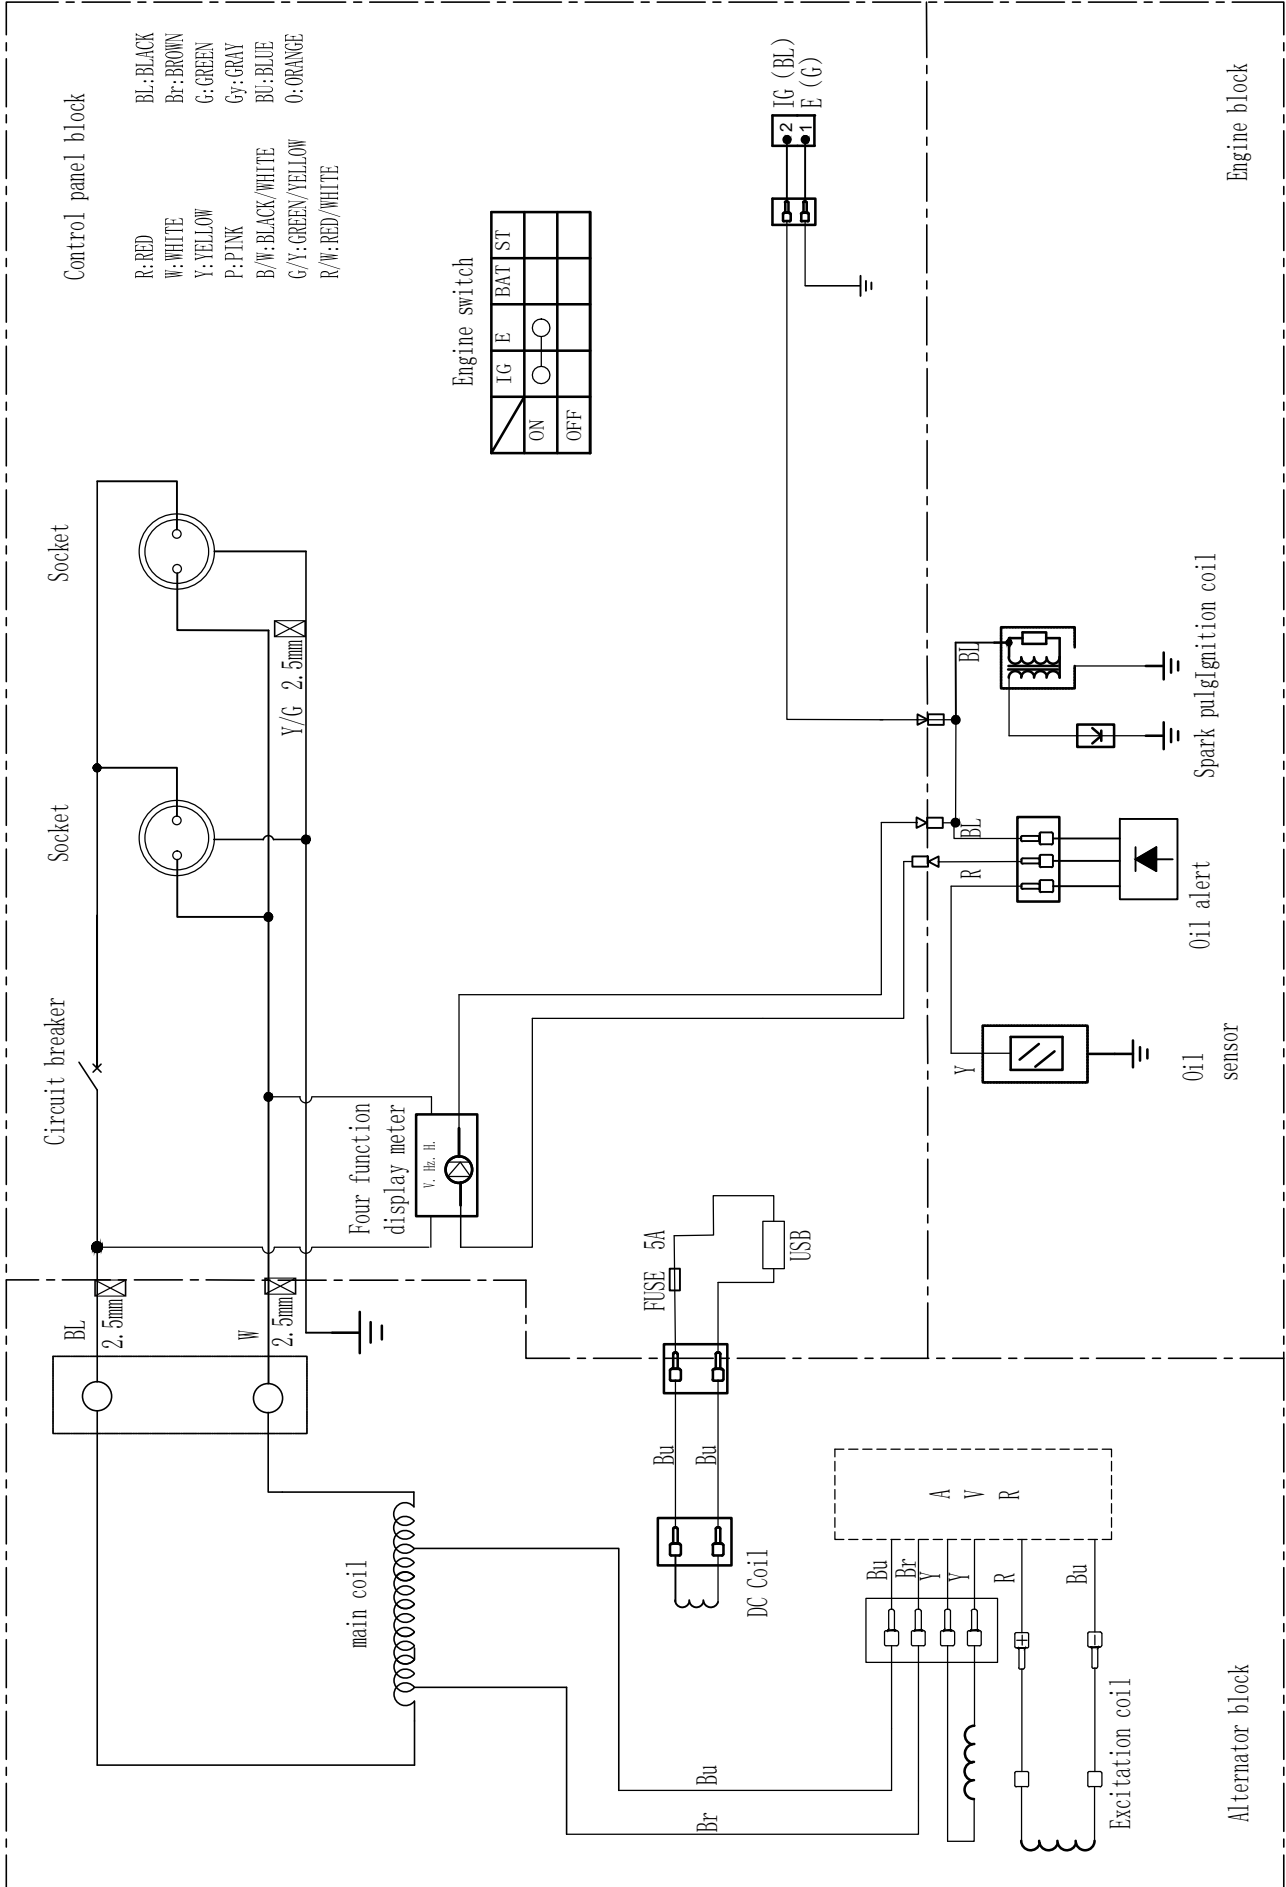 Control panel block
R:RED
W:WHITE
Y:YELLOW
P:PINK
B/W:BLACK/WHITE
G/Y:GREEN/YELLOW
R/W:RED/WHITE
BL:BLACK
Br:BROWN
G:GREEN
Gy:GRAY
BU:BLUE
O:ORANGE
Socket
Socket
Circuit breaker
BL
2.5mm
W
2.5mm
Y/G 2.5mm
Engine switch
IG E BAT ST
ON
OFF
2 IG (BL)
1 E (G)
Four function
display meter
V. Hz. H.
main coil
FUSE 5A
USB
Bu
Bu
DC Coil
Bu
Br
A V R
Bu
Br
Y
Y
R
Bu
+
-
Excitation coil
Alternator block
BL
BL
R
Y
Spark pulgIgnition coil
Oil alert
Oil
sensor
Engine block